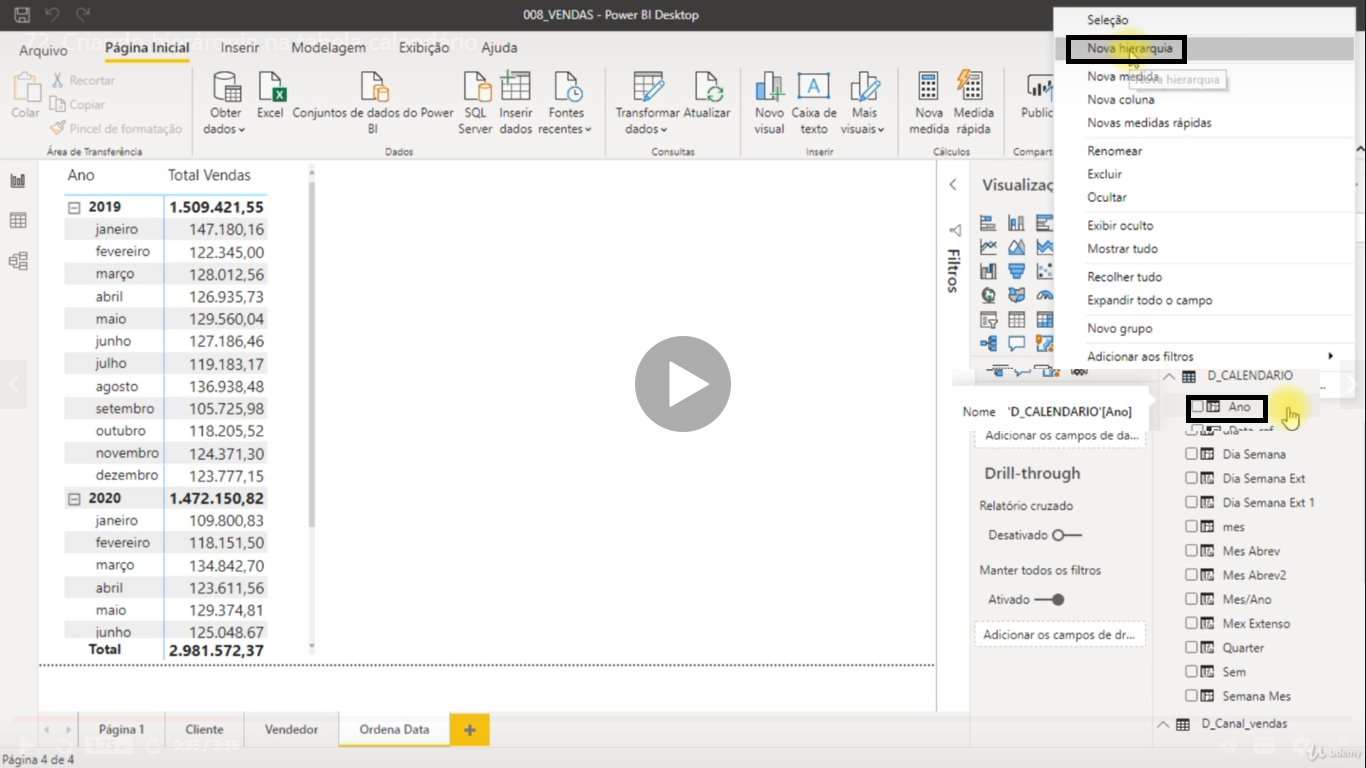 008_VENDAS - Power BI Desktop
72. Criando hierárquia na tabela calendário
Arquivo
Página Inicial
Inserir
Modelagem
Exibição
Ajuda
Colar
Recortar
Copiar
Pincel de formatação
Área de Transferência
Obter dados
Excel
Conjuntos de dados do Power BI
SQL Server
Inserir dados
Fontes recentes
Dados
Transformar dados
Atualizar
Consultas
Novo visual
Caixa de texto
Mais visuais
Inserir
Nova medida
Medida rápida
Cálculos
Public
Compart
Seleção
Nova hierarquia
Nova hierarquia
Nova medida
Nova coluna
Novas medidas rápidas
Renomear
Excluir
Ocultar
Exibir oculto
Mostrar tudo
Recolher tudo
Expandir todo o campo
Novo grupo
Adicionar aos filtros
Ano Total Vendas
2019 1.509.421,55
janeiro 147.180,16
fevereiro 122.345,00
março 128.012,56
abril 126.935,73
maio 129.560,04
junho 127.186,46
julho 119.183,17
agosto 136.938,48
setembro 105.725,98
outubro 118.205,52
novembro 124.371,30
dezembro 123.777,15
2020 1.472.150,82
janeiro 109.800,83
fevereiro 118.151,50
março 134.842,70
abril 123.611,56
maio 129.374,81
junho 125.048,67
Total 2.981.572,37
Filtros
Visualizaç
Nome 'D_CALENDARIO'[Ano]
Adicionar os campos de da...
Drill-through
Relatório cruzado
Desativado
Manter todos os filtros
Ativado
Adicionar os campos de dr...
D_CALENDARIO
Ano
Dia Semana
Dia Semana Ext
Dia Semana Ext 1
mes
Mes Abrev
Mes Abrev2
Mes/Ano
Mex Extenso
Quarter
Sem
Semana Mes
D_Canal_vendas
Página 1
Cliente
Vendedor
Ordena Data
0:35 / 3:36
Página 4 de 4
Udemy